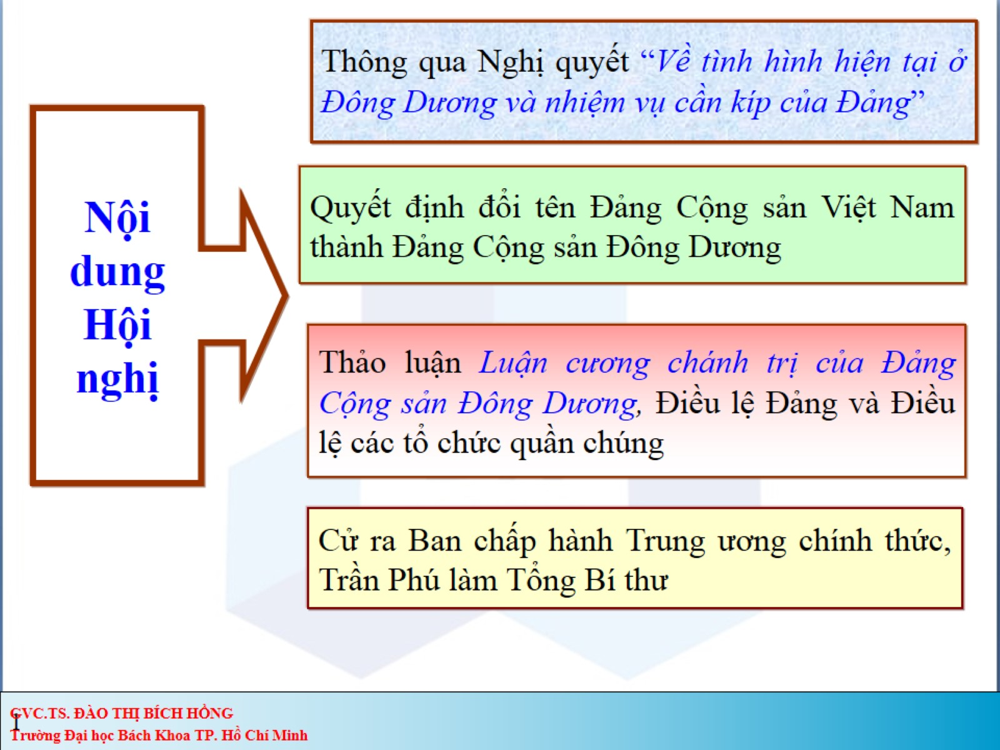 Nội
dung
Hội
nghị
Thông qua Nghị quyết “Về tình hình hiện tại ở
Đông Dương và nhiệm vụ cần kíp của Đảng”
Quyết định đổi tên Đảng Cộng sản Việt Nam
thành Đảng Cộng sản Đông Dương
Thảo luận Luận cương chánh trị của Đảng
Cộng sản Đông Dương, Điều lệ Đảng và Điều
lệ các tổ chức quần chúng
Cử ra Ban chấp hành Trung ương chính thức,
Trần Phú làm Tổng Bí thư
GVC.TS. ĐÀO THỊ BÍCH HỒNG
1
Trường Đại học Bách Khoa TP. Hồ Chí Minh